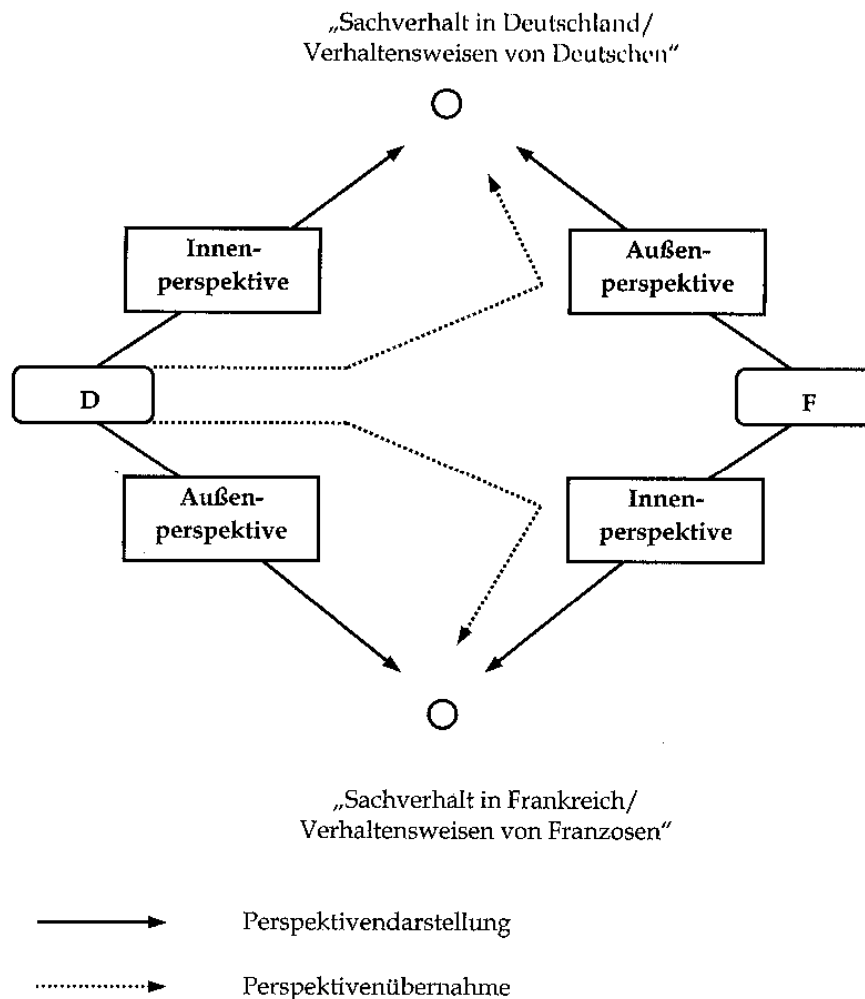 „Sachverhalt in Deutschland/
Verhaltensweisen von Deutschen“
Innen-
perspektive
Außen-
perspektive
D
F
Außen-
perspektive
Innen-
perspektive
„Sachverhalt in Frankreich/
Verhaltensweisen von Franzosen“
Perspektivendarstellung
Perspektivenübernahme